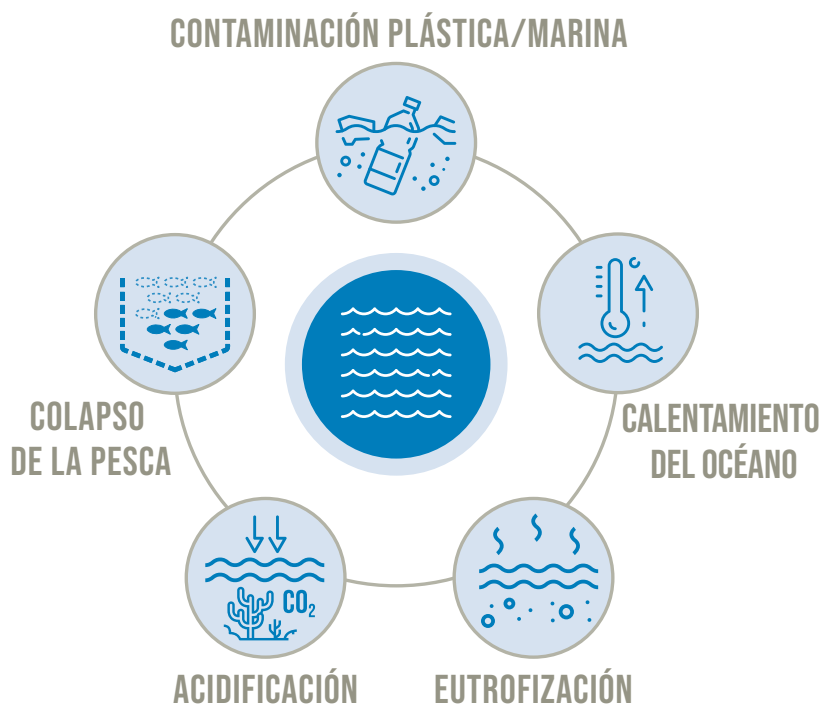 CONTAMINACIÓN PLÁSTICA/MARINA
COLAPSO
DE LA PESCA
CALENTAMIENTO
DEL OCÉANO
CO₂
ACIDIFICACIÓN
EUTROFIZACIÓN